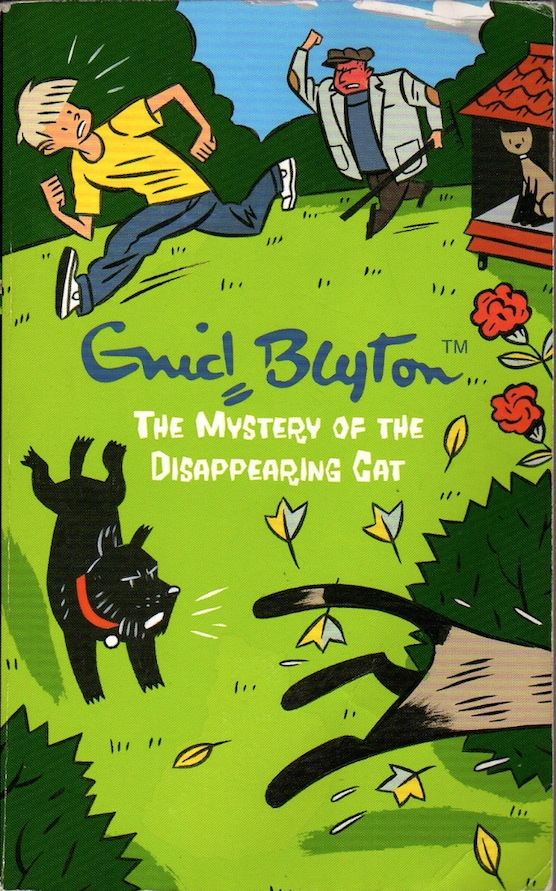 Enid Blyton™
THE MYSTERY OF THE
DISAPPEARING CAT